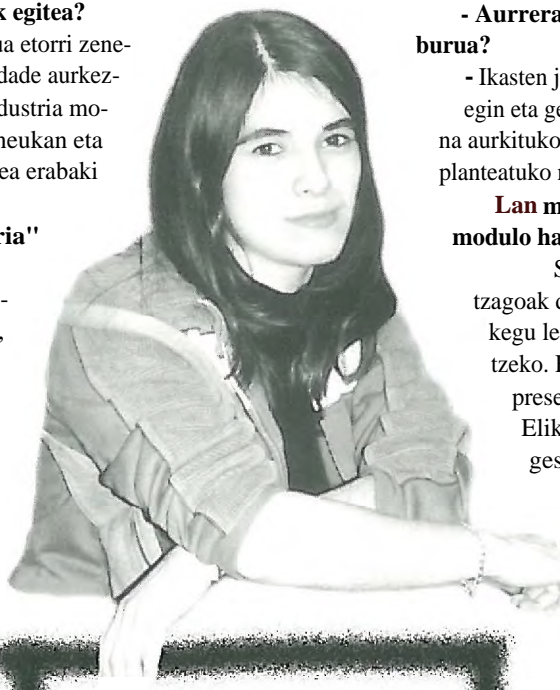 k egitea?
ua etorri zene-
dade aurkez-
dustria mo-
neukan eta
ea erabaki
ria"
-
,
- Aurrera
burua?
- Ikasten j
egin eta ge
na aurkituko
planteatuko
Lan m
modulo ha
S
tzagoak
kegu le
tzeko.
prese
Elik
ges